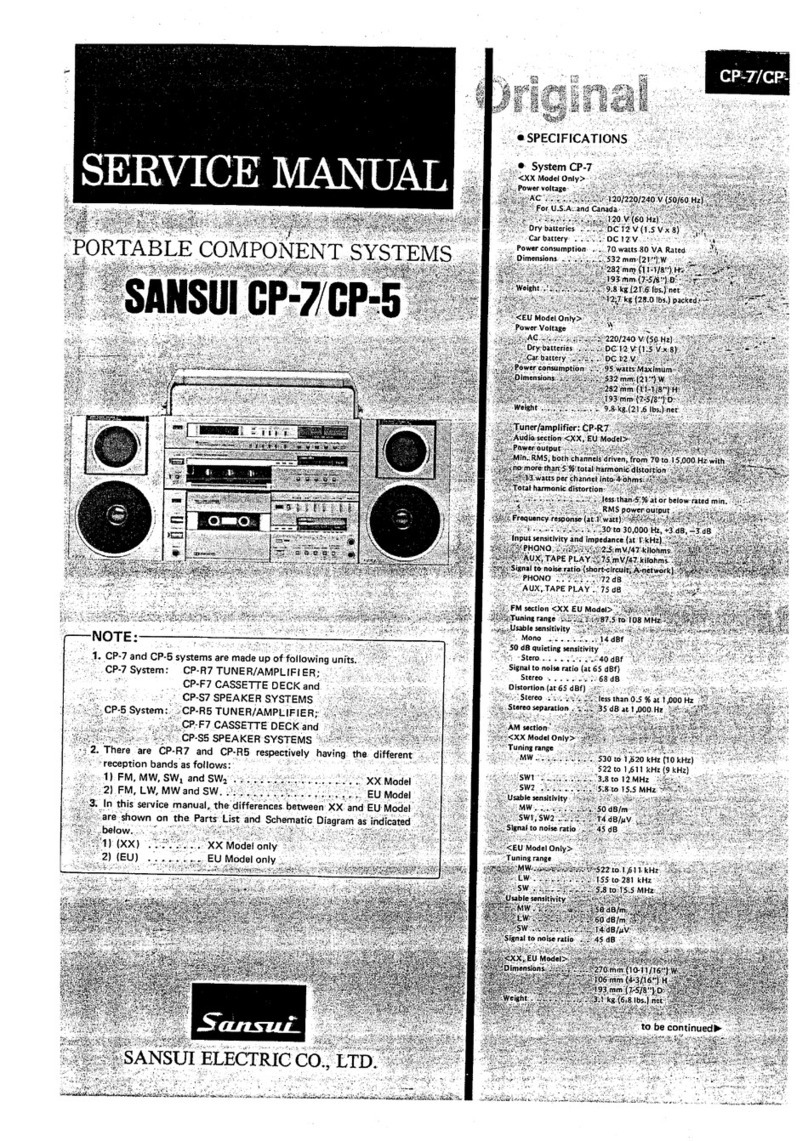 SERVICE MANUAL
PORTABLE COMPONENT SYSTEMS
SANSUI CP-7/CP-5
NOTE:
1. CP-7 and CP-5 systems are made up of following units.
CP-7 System: CP-R7 TUNER/AMPLIFIER;
CP-F7 CASSETTE DECK and
CP-S7 SPEAKER SYSTEMS
CP-5 System: CP-R5 TUNER/AMPLIFIER;
CP-F7 CASSETTE DECK and
CP-S5 SPEAKER SYSTEMS
2. There are CP-R7 and CP-R5 respectively having the different
reception bands as follows:
1) FM, MW, SW1 and SW2 . . . . . . . . . . . . . . . . . . . XX Model
2) FM, LW, MW and SW. . . . . . . . . . . . . . . . . . . . EU Model
3. In this service manual, the differences between XX and EU Model
are shown on the Parts List and Schematic Diagram as indicated
below.
1) (XX) . . . . . . . . XX Model only
2) (EU) . . . . . . . . EU Model only
Sansui
SANSUI ELECTRIC CO., LTD.
CP-7/CP-
Original
• SPECIFICATIONS
• System CP-7
<XX Model Only>
Power voltage
AC . . . . . . . . . . 120/220/240 V (50/60 Hz)
For U.S.A. and Canada
. . . . . . . . . . 120 V (60 Hz)
Dry batteries . . . . . DC 12 V (1.5 V x 8)
Car battery . . . . . DC 12 V
Power consumption . . 70 watts 80 VA Rated
Dimensions . . . . . . . 532 mm (21") W
282 mm (11-1/8") H
193 mm (7-5/8") D
Weight . . . . . . . . . . 9.8 kg (21.6 lbs.) net
12.7 kg (28.0 lbs.) packed
<EU Model Only>
Power Voltage
AC . . . . . . . . . . 220/240 V (50 Hz)
Dry batteries . . . . . DC 12 V (1.5 V x 8)
Car battery . . . . . DC 12 V
Power consumption . . 95 watts Maximum
Dimensions . . . . . . . 532 mm (21") W
282 mm (11-1/8") H
193 mm (7-5/8") D
Weight . . . . . . . . . . 9.8 kg (21.6 lbs.) net
Tuner/amplifier: CP-R7
Audio section <XX, EU Model>
Power output
Min. RMS, both channels driven, from 70 to 15,000 Hz with
no more than 5 % total harmonic distortion
13 watts per channel into 4 ohms
Total harmonic distortion
less than 5 % at or below rated min.
RMS power output
Frequency response (at 1 watt)
30 to 30,000 Hz, +3 dB, -3 dB
Input sensitivity and impedance (at 1 kHz)
PHONO . . . . . . . 2.5 mV/47 kilohms
AUX, TAPE PLAY . 75 mV/47 kilohms
Signal to noise ratio (short-circuit, A-network)
PHONO . . . . . . . 72 dB
AUX, TAPE PLAY . 75 dB
FM section <XX EU Model>
Tuning range . . . . . . 87.5 to 108 MHz
Usable sensitivity
Mono . . . . . . . . . 14 dBf
50 dB quieting sensitivity
Stero . . . . . . . . . 40 dBf
Signal to noise ratio (at 65 dBf)
Stereo . . . . . . . . 68 dB
Distortion (at 65 dBf)
Stereo . . . . . . . . less than 0.5 % at 1,000 Hz
Stereo separation . . . . 35 dB at 1,000 Hz
AM section
<XX Model Only>
Tuning range
MW . . . . . . . . . . 530 to 1,620 kHz (10 kHz)
522 to 1,611 kHz (9 kHz)
SW1 . . . . . . . . . . 3.8 to 12 MHz
SW2 . . . . . . . . . . 5.8 to 15.5 MHz
Usable sensitivity
MW . . . . . . . . . . 50 dB/m
SW1, SW2 . . . . . . 14 dB/μV
Signal to noise ratio 45 dB
<EU Model Only>
Tuning range
MW . . . . . . . . . . 522 to 1,611 kHz
LW . . . . . . . . . . 155 to 281 kHz
SW . . . . . . . . . . 5.8 to 15.5 MHz
Usable sensitivity
MW . . . . . . . . . . 50 dB/m
LW . . . . . . . . . . 60 dB/m
SW . . . . . . . . . . 14 dB/μV
Signal to noise ratio . . 45 dB
<XX, EU Model>
Dimensions . . . . . . . 270 mm (10-11/16") W
106 mm (4-3/16") H
193 mm (7-5/8") D
Weight . . . . . . . . . . 3.1 kg (6.8 lbs.) net
to be continued▶